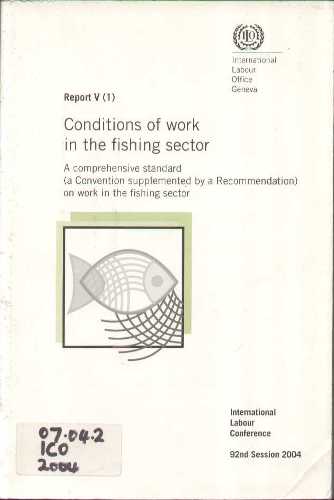 ILO
International
Labour
Office
Geneva
Report V (1)
Conditions of work
in the fishing sector
A comprehensive standard
(a Convention supplemented by a Recommendation)
on work in the fishing sector
International
Labour
Conference
92nd Session 2004
07.04.2
ICO
2004